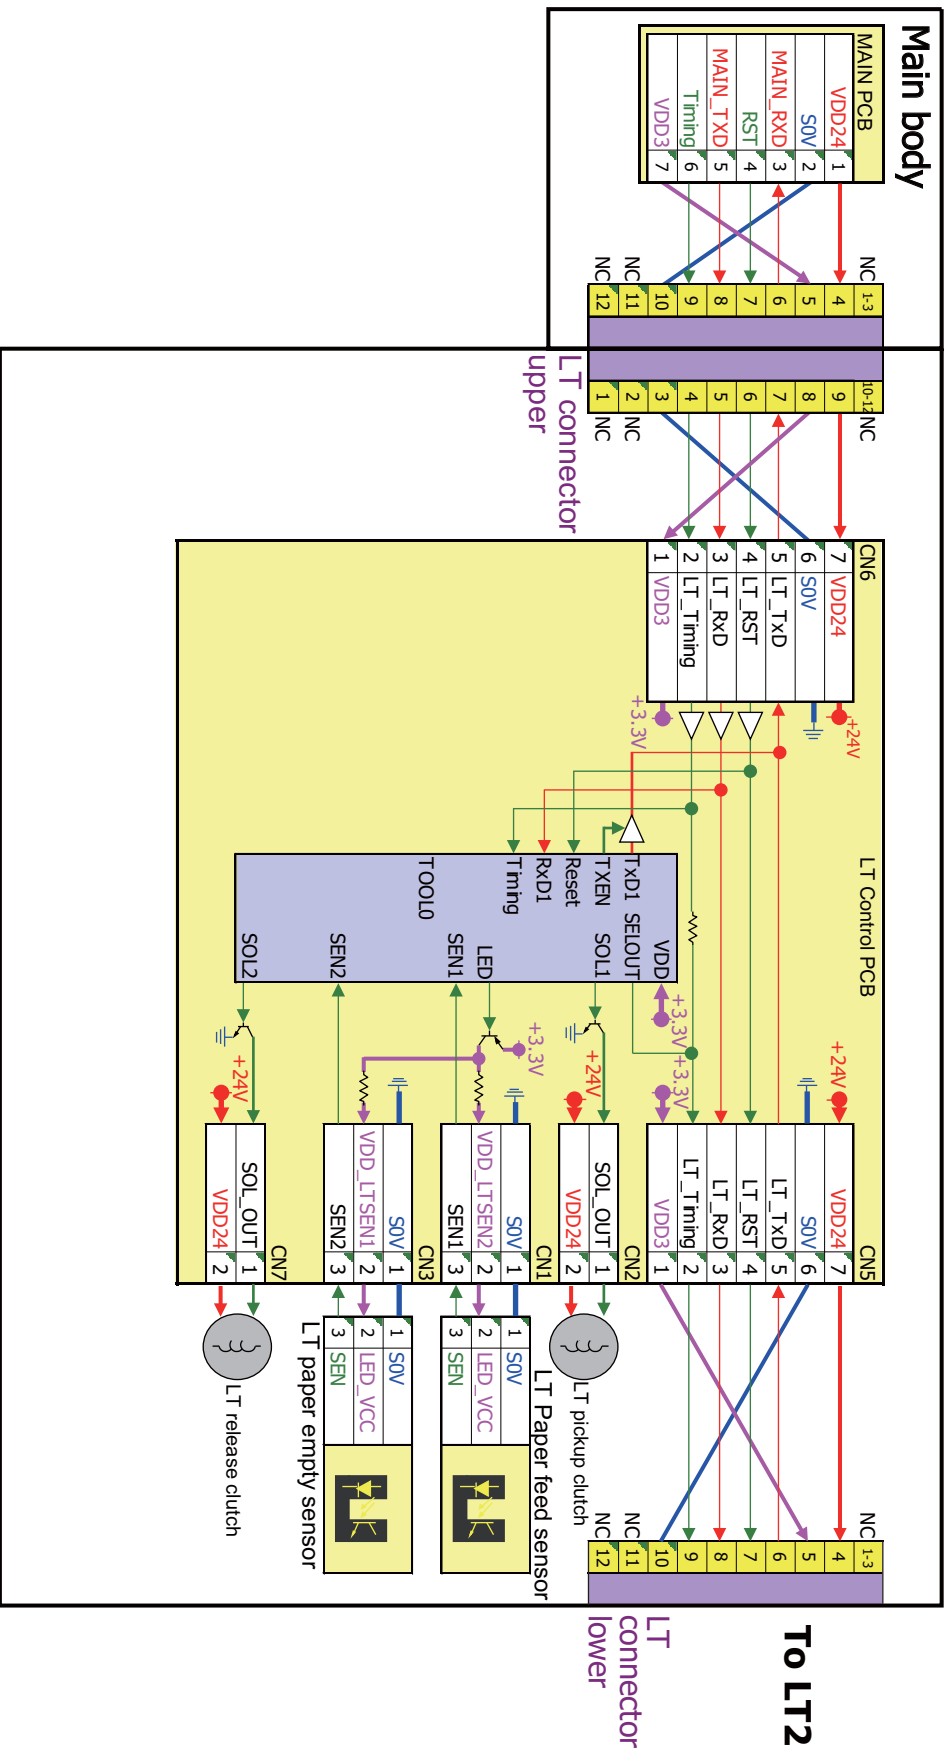 Main body
MAIN PCB
VDD24 1
S0V 2
MAIN_RXD 3
RST 4
MAIN_TXD 5
Timing 6
VDD3 7
NC 1-3
4
5
6
7
8
9
10
NC 11
NC 12
10-12 NC
9
8
7
6
5
4
3
2 NC
1 NC
LT connector
upper
LT Control PCB
CN6
7 VDD24
6 S0V
5 LT_TxD
4 LT_RST
3 LT_RxD
2 LT_Timing
1 VDD3
+24V
+3.3V
TxD1
TXEN
Reset
RxD1
Timing
TOOL0
VDD
SELOUT
SOL1
LED
SEN1
SEN2
SOL2
+3.3V
+3.3V
+24V
+24V
+3.3V
+24V
CN5
VDD24 7
S0V 6
LT_TxD 5
LT_RST 4
LT_RxD 3
LT_Timing 2
VDD3 1
CN2
SOL_OUT 1
VDD24 2
LT pickup clutch
CN1
S0V 1
VDD_LTSEN2 2
SEN1 3
1 S0V
2 LED_VCC
3 SEN
LT Paper feed sensor
CN3
S0V 1
VDD_LTSEN1 2
SEN2 3
1 S0V
2 LED_VCC
3 SEN
LT paper empty sensor
CN7
SOL_OUT 1
VDD24 2
LT release clutch
NC 1-3
4
5
6
7
8
9
10
NC 11
NC 12
To LT2
LT
connector
lower